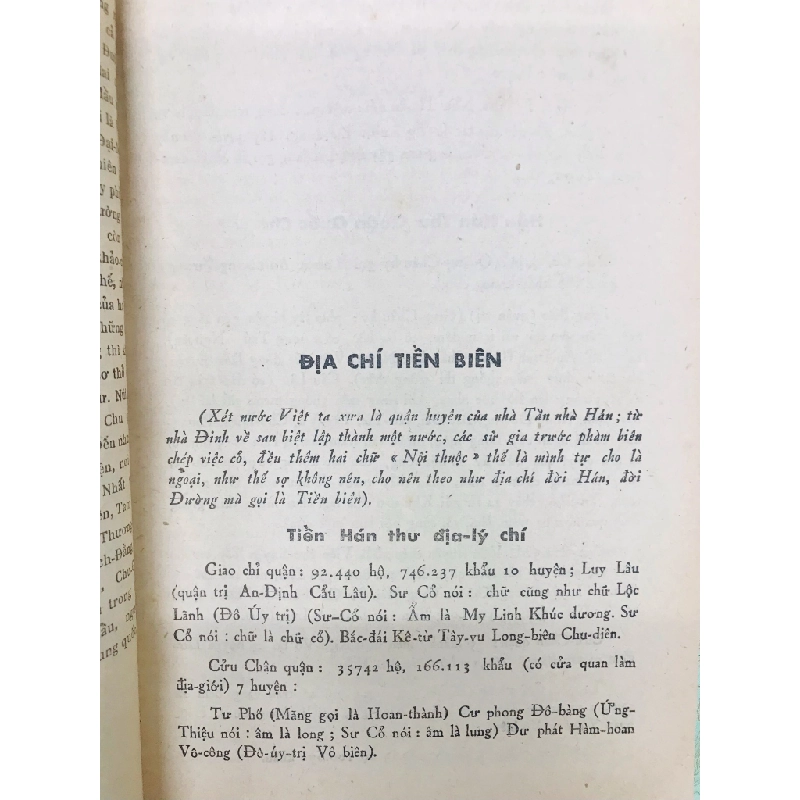 ĐỊA CHÍ TIỀN BIÊN
(Xét nước Việt ta xưa là quận huyện của nhà Tần nhà Hán; từ
nhà Đinh về sau biệt lập thành một nước, các sử gia trước phàm biên
chép việc cổ, đều thêm hai chữ « Nội thuộc » thế là mình tự cho là
ngoại, như thế sợ không nên, cho nên theo như địa chí đời Hán, đời
Đường mà gọi là Tiền biên).
Tiền Hán thư địa-lý chí
Giao chỉ quận : 92.440 hộ, 746.237 khẩu 10 huyện ; Luy Lâu
(quận trị An-Định Cẩu Lâu). Sư Cổ nói : chữ cũng như chữ Lộc
Lãnh (Đô Úy trị) (Sư-Cổ nói : Ẩm là My Linh Khúc dương. Sư
Cổ nói : chữ là chữ cổ). Bắc-đái Kê-từ Tây-vu Long-biên Chu-diên.
Cửu Chân quận : 35742 hộ, 166.113 khẩu (có cửa quan làm
địa-giới) 7 huyện :
Tư Phố (Mãng gọi là Hoan-thành) Cư phong Đô-bàng (Ứng-
Thiệu nói : âm là long ; Sư Cổ nói : âm là lung) Dư phát Hàm-hoan
Vô-công (Đô-úy-trị Vô biên).